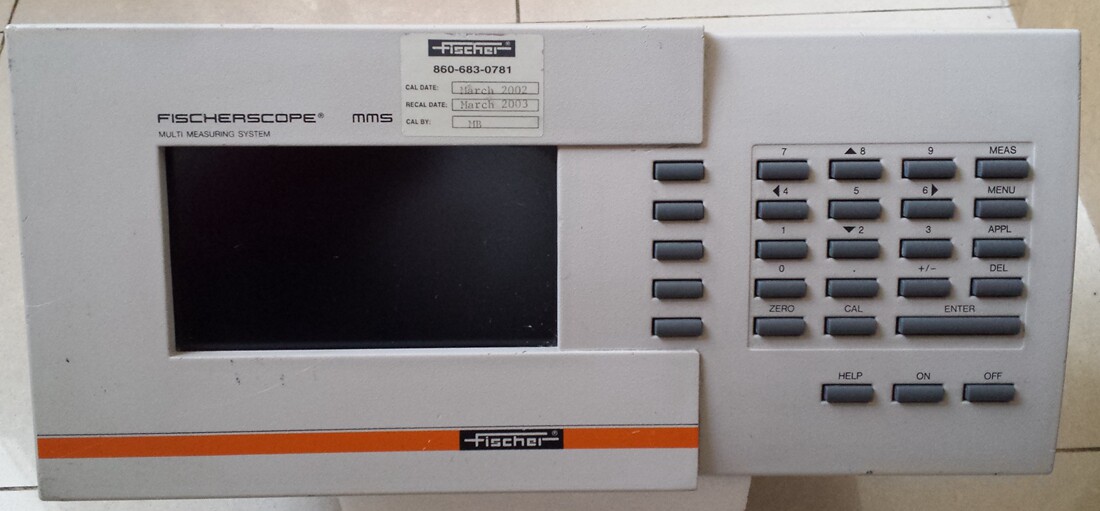 Fischer®
860-683-0781
CAL DATE: March 2002
RECAL DATE: March 2003
CAL BY: MB
FISCHERSCOPE® MMS
MULTI MEASURING SYSTEM
7 ▲8 9 MEAS
◀4 5 6▶ MENU
1 ▼2 3 APPL
0 . +/− DEL
ZERO CAL ENTER
HELP ON OFF
Fischer®